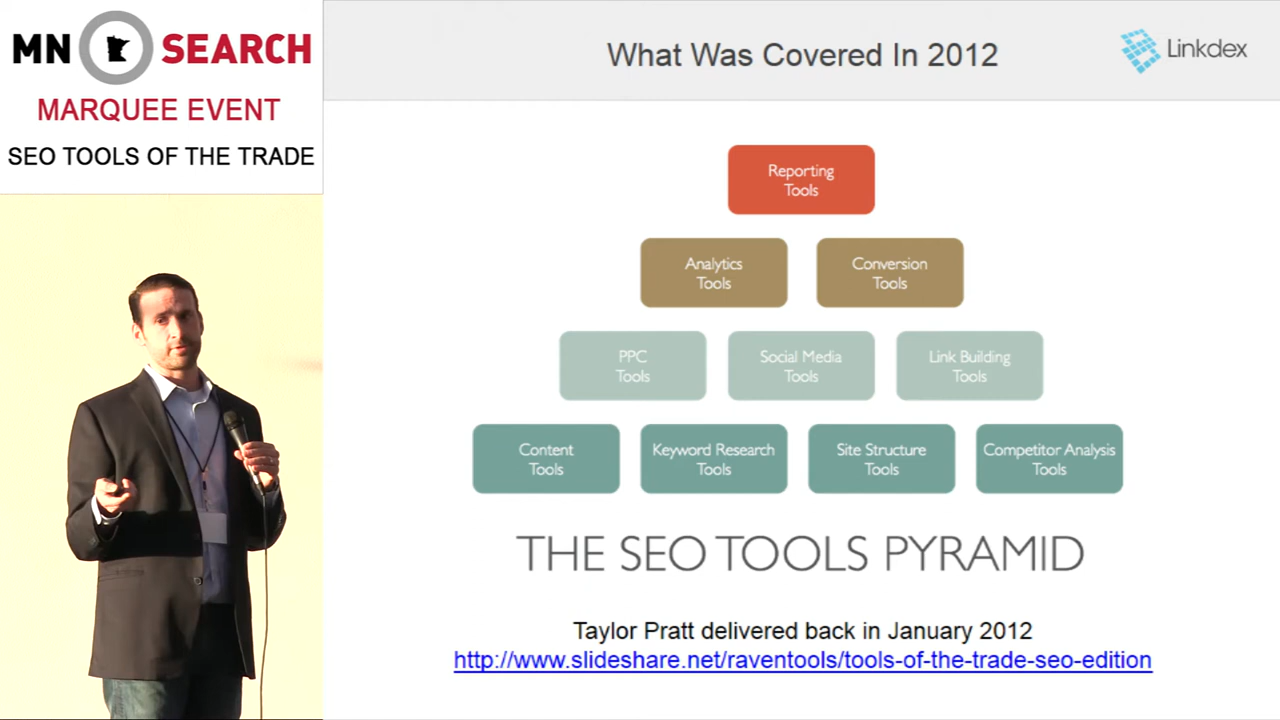 MN SEARCH
MARQUEE EVENT
SEO TOOLS OF THE TRADE
What Was Covered In 2012
Linkdex
Reporting
Tools
Analytics
Tools
Conversion
Tools
PPC
Tools
Social Media
Tools
Link Building
Tools
Content
Tools
Keyword Research
Tools
Site Structure
Tools
Competitor Analysis
Tools
THE SEO TOOLS PYRAMID
Taylor Pratt delivered back in January 2012
http://www.slideshare.net/raventools/tools-of-the-trade-seo-edition